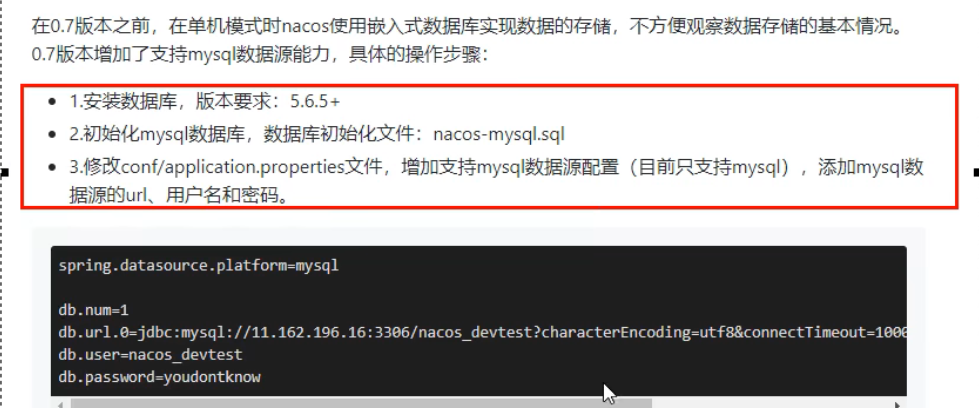 在0.7版本之前，在单机模式时nacos使用嵌入式数据库实现数据的存储，不方便观察数据存储的基本情况。
0.7版本增加了支持mysql数据源能力，具体的操作步骤：
• 1.安装数据库，版本要求：5.6.5+
• 2.初始化mysql数据库，数据库初始化文件：nacos-mysql.sql
• 3.修改conf/application.properties文件，增加支持mysql数据源配置（目前只支持mysql），添加mysql数
据源的url、用户名和密码。
spring.datasource.platform=mysql
db.num=1
db.url.0=jdbc:mysql://11.162.196.16:3306/nacos_devtest?characterEncoding=utf8&connectTimeout=1000
db.user=nacos_devtest
db.password=youdontknow